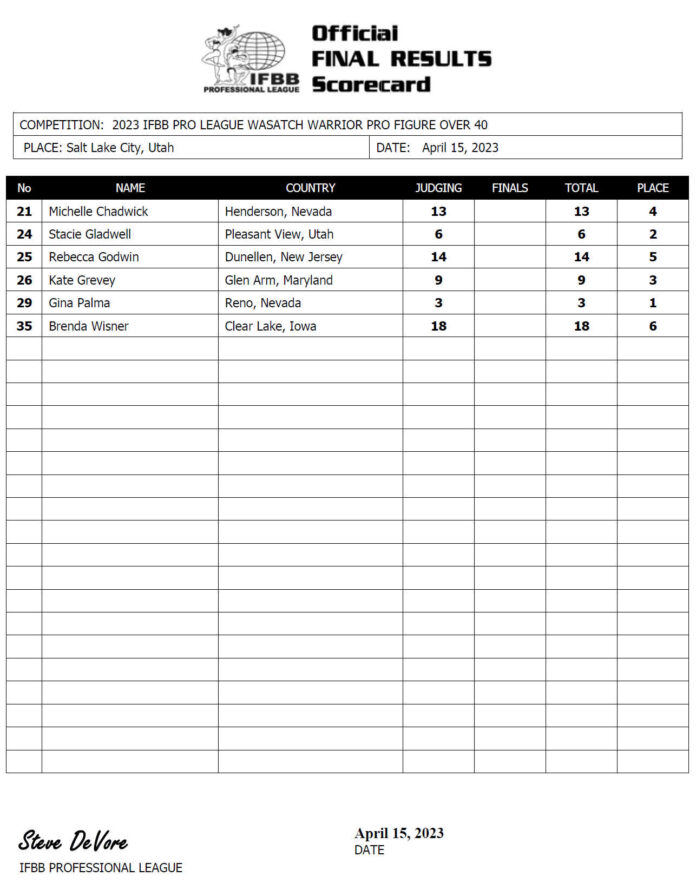 Official
FINAL RESULTS
Scorecard
IFBB
PROFESSIONAL LEAGUE
COMPETITION: 2023 IFBB PRO LEAGUE WASATCH WARRIOR PRO FIGURE OVER 40
PLACE: Salt Lake City, Utah DATE: April 15, 2023
No NAME COUNTRY JUDGING FINALS TOTAL PLACE
21 Michelle Chadwick Henderson, Nevada 13 13 4
24 Stacie Gladwell Pleasant View, Utah 6 6 2
25 Rebecca Godwin Dunellen, New Jersey 14 14 5
26 Kate Grevey Glen Arm, Maryland 9 9 3
29 Gina Palma Reno, Nevada 3 3 1
35 Brenda Wisner Clear Lake, Iowa 18 18 6
Steve DeVore
IFBB PROFESSIONAL LEAGUE
April 15, 2023
DATE